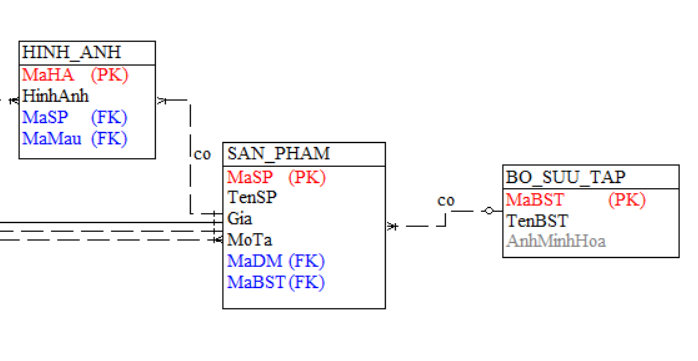 HINH_ANH
MaHA (PK)
HinhAnh
MaSP (FK)
MaMau (FK)
co
SAN_PHAM
MaSP (PK)
TenSP
Gia
MoTa
MaDM (FK)
MaBST (FK)
co
BO_SUU_TAP
MaBST (PK)
TenBST
AnhMinhHoa